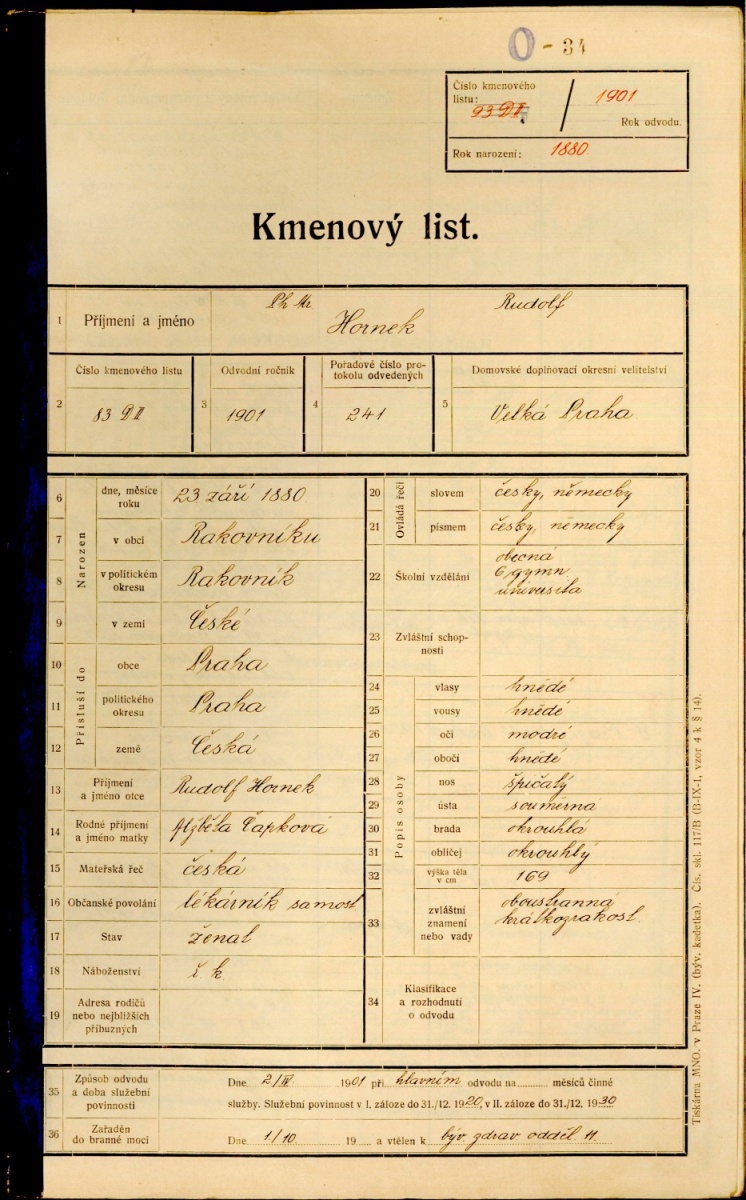 O - 34
Číslo kmenového
listu: 93 DII / 1901
Rok odvodu.
Rok narození: 1880
Kmenový list.
1 Příjmení a jméno Ph Mr. Hornek Rudolf
2 Číslo kmenového listu 83 DII
3 Odvodní ročník 1901
4 Pořadové číslo pro-
tokolu odvedených 241
5 Domovské doplňovací okresní velitelství Velká Praha
Narozen
6 dne, měsíce
roku 23. září 1880.
7 v obci Rakovníku
8 v politickém
okresu Rakovník
9 v zemi České
Přísluší do
10 obce Praha
11 politického
okresu Praha
12 země Česká
13 Příjmení
a jméno otce Rudolf Hornek
14 Rodné příjmení
a jméno matky Alžběta Čapková
15 Mateřská řeč česká
16 Občanské povolání lékárník samost
17 Stav ženat
18 Náboženství
19 Adresa rodičů
nebo nejbližších
příbuzných
Ovládá řeči
20 slovem česky, německy
21 písmem česky, německy
22 Školní vzdělání obecná
6 gymn.
universita
23 Zvláštní schop-
nosti
Popis osoby
24 vlasy hnědé
25 vousy hnědé
26 oči modré
27 obočí hnědé
28 nos špičatý
29 ústa souměrná
30 brada okrouhlá
31 obličej okrouhlý
32 výška těla
v cm 169
33 zvláštní
znamení
nebo vady oboustranná
krátkozrakost.
34 Klasifikace
a rozhodnutí
o odvodu
35 Způsob odvodu
a doba služební
povinnosti
Dne 1901 při hlavním odvodu na měsíců činné
služby. Služební povinnost v I. záloze do 31./12. 1920, v II. záloze do 31./12. 1930
36 Zařaděn
do branné moci
Dne 1./10 19 a vtělen k býv. zdrav. odděl. 11.
Tiskárna MNO. v Praze IV, (býv. kadetka). Čís. skl. 117/B (B-IX-1, vzor 4 k § 14).